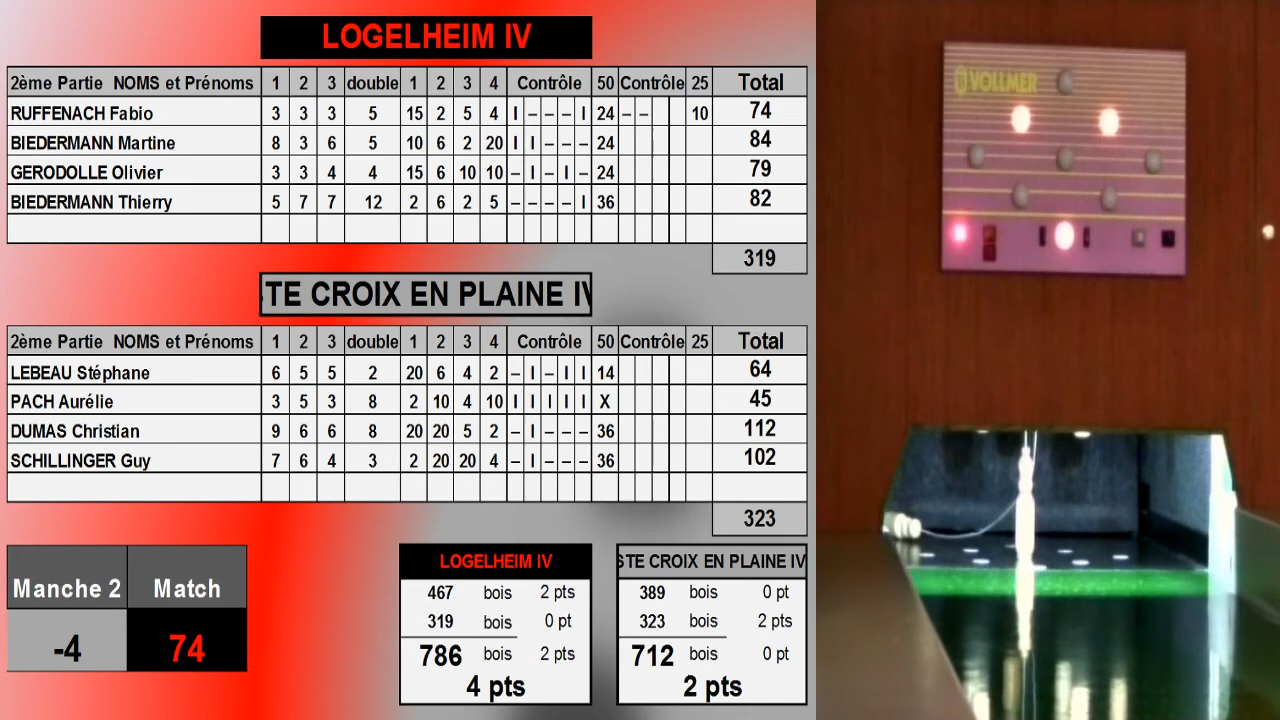 LOGELHEIM IV
2ème Partie NOMS et Prénoms 1 2 3 double 1 2 3 4 Contrôle 50 Contrôle 25 Total
RUFFENACH Fabio 3 3 3 5 15 2 5 4 I – – – I 24 – – 10 74
BIEDERMANN Martine 8 3 6 5 10 6 2 20 I I – – – 24 84
GERODOLLE Olivier 3 3 4 4 15 6 10 10 – I – I – 24 79
BIEDERMANN Thierry 5 7 7 12 2 6 2 5 – – – – I 36 82
319
STE CROIX EN PLAINE IV
2ème Partie NOMS et Prénoms 1 2 3 double 1 2 3 4 Contrôle 50 Contrôle 25 Total
LEBEAU Stéphane 6 5 5 2 20 6 4 2 – I – I I 14 64
PACH Aurélie 3 5 3 8 2 10 4 10 I I I I I X 45
DUMAS Christian 9 6 6 8 20 20 5 2 – I – – – 36 112
SCHILLINGER Guy 7 6 4 3 2 20 20 4 – I – – – 36 102
323
Manche 2 Match
-4 74
LOGELHEIM IV
467 bois 2 pts
319 bois 0 pt
786 bois 2 pts
4 pts
STE CROIX EN PLAINE IV
389 bois 0 pt
323 bois 2 pts
712 bois 0 pt
2 pts
VOLLMER